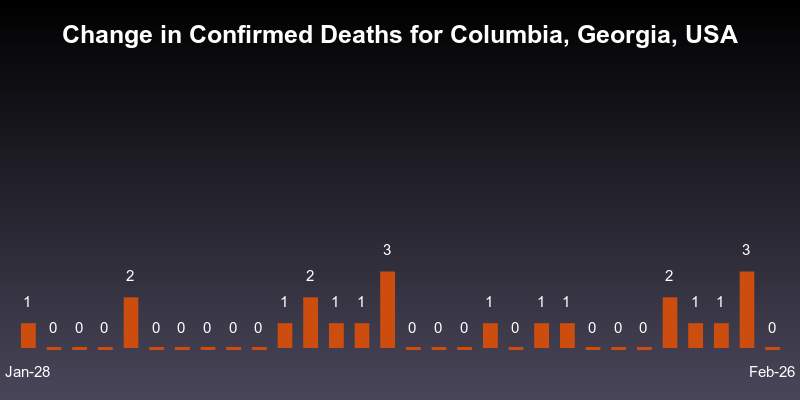 Change in Confirmed Deaths for Columbia, Georgia, USA
1 0 0 0 2 0 0 0 0 0 1 2 1 1 3 0 0 0 1 0 1 1 0 0 0 2 1 1 3 0
Jan-28 Feb-26